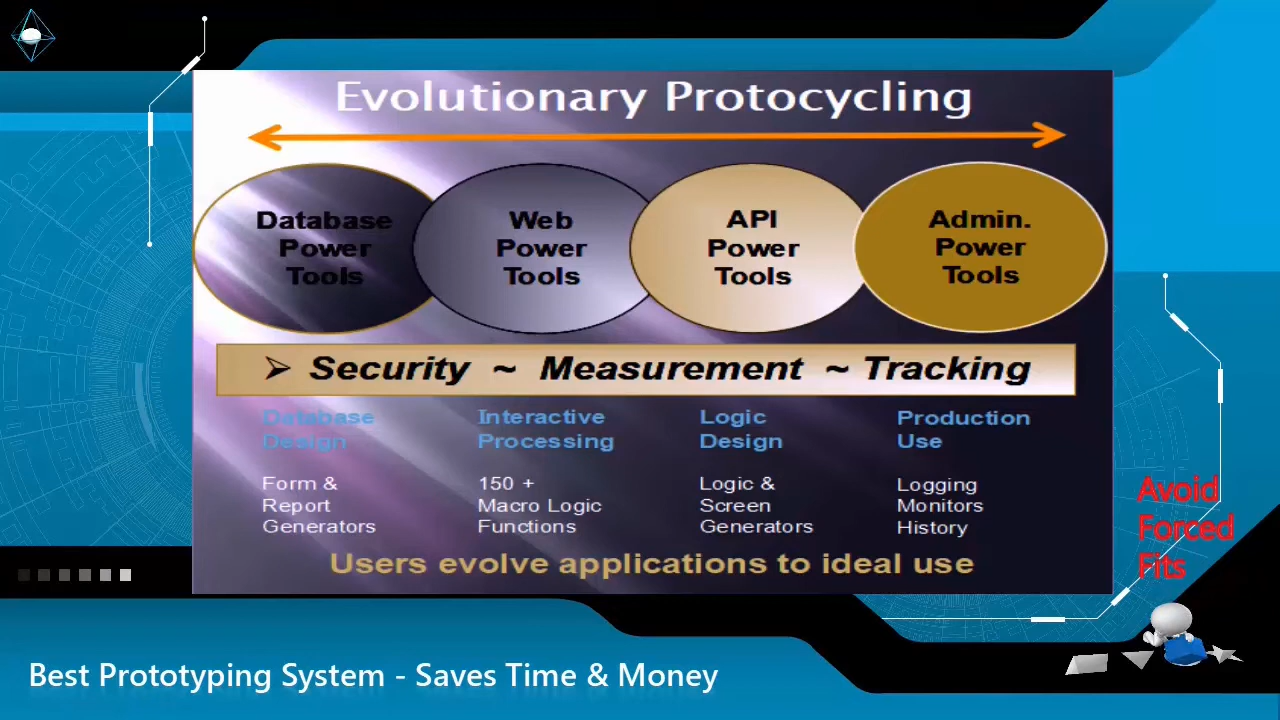 Evolutionary Protocycling
Database
Power
Tools
Web
Power
Tools
API
Power
Tools
Admin.
Power
Tools
Security ~ Measurement ~ Tracking
Database
Design
Interactive
Processing
Logic
Design
Production
Use
Form &
Report
Generators
150 +
Macro Logic
Functions
Logic &
Screen
Generators
Logging
Monitors
History
Users evolve applications to ideal use
Avoid
Forced
Fits
Best Prototyping System - Saves Time & Money